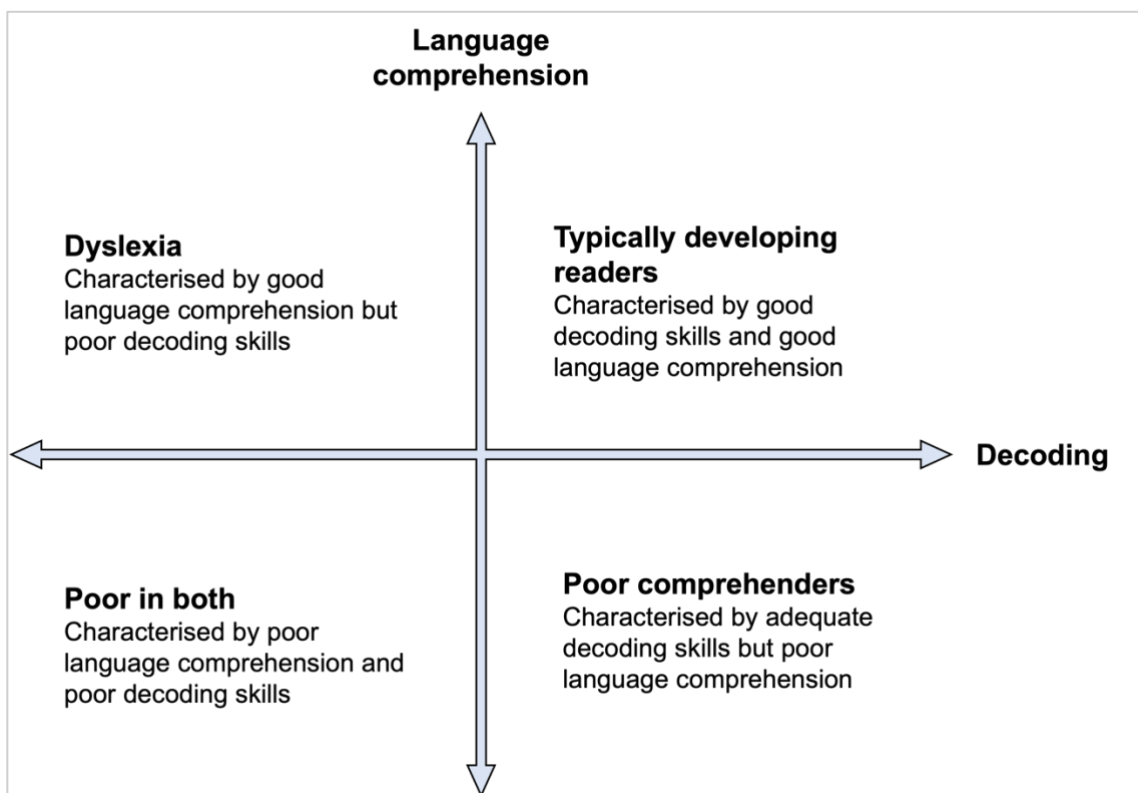 Language
comprehension
Dyslexia
Characterised by good
language comprehension but
poor decoding skills
Typically developing
readers
Characterised by good
decoding skills and good
language comprehension
Decoding
Poor in both
Characterised by poor
language comprehension and
poor decoding skills
Poor comprehenders
Characterised by adequate
decoding skills but poor
language comprehension